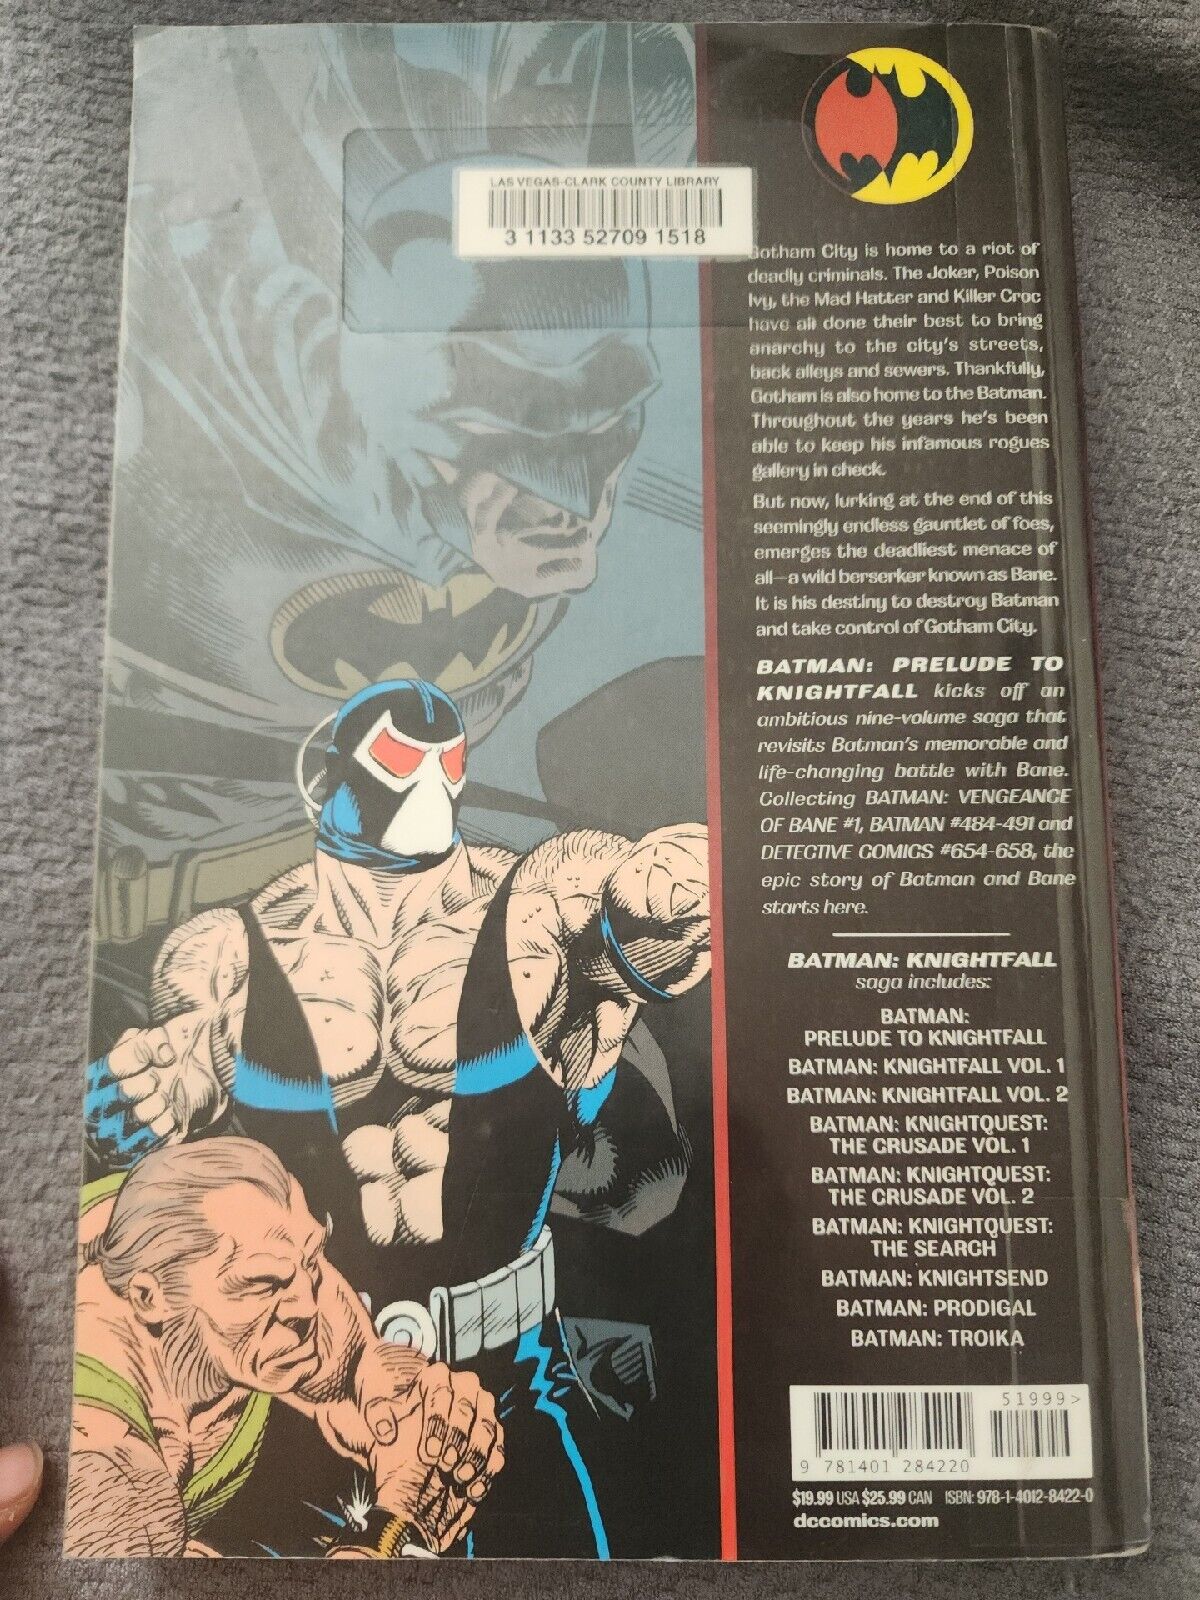 LAS VEGAS-CLARK COUNTY LIBRARY
3 1133 52709 1518
Gotham City is home to a riot of
deadly criminals. The Joker, Poison
Ivy, the Mad Hatter and Killer Croc
have all done their best to bring
anarchy to the city's streets,
back alleys and sewers. Thankfully,
Gotham is also home to the Batman.
Throughout the years he's been
able to keep his infamous rogues
gallery in check.
But now, lurking at the end of this
seemingly endless gauntlet of foes,
emerges the deadliest menace of
all—a wild berserker known as Bane.
It is his destiny to destroy Batman
and take control of Gotham City.
BATMAN: PRELUDE TO
KNIGHTFALL kicks off an
ambitious nine-volume saga that
revisits Batman's memorable and
life-changing battle with Bane.
Collecting BATMAN: VENGEANCE
OF BANE #1, BATMAN #484-491 and
DETECTIVE COMICS #654-658, the
epic story of Batman and Bane
starts here.
BATMAN: KNIGHTFALL
saga includes:
BATMAN:
PRELUDE TO KNIGHTFALL
BATMAN: KNIGHTFALL VOL. 1
BATMAN: KNIGHTFALL VOL. 2
BATMAN: KNIGHTQUEST:
THE CRUSADE VOL. 1
BATMAN: KNIGHTQUEST:
THE CRUSADE VOL. 2
BATMAN: KNIGHTQUEST:
THE SEARCH
BATMAN: KNIGHTSEND
BATMAN: PRODIGAL
BATMAN: TROIKA
51999>
9 781401 284220
$19.99 USA $25.99 CAN ISBN: 978-1-4012-8422-0
dccomics.com